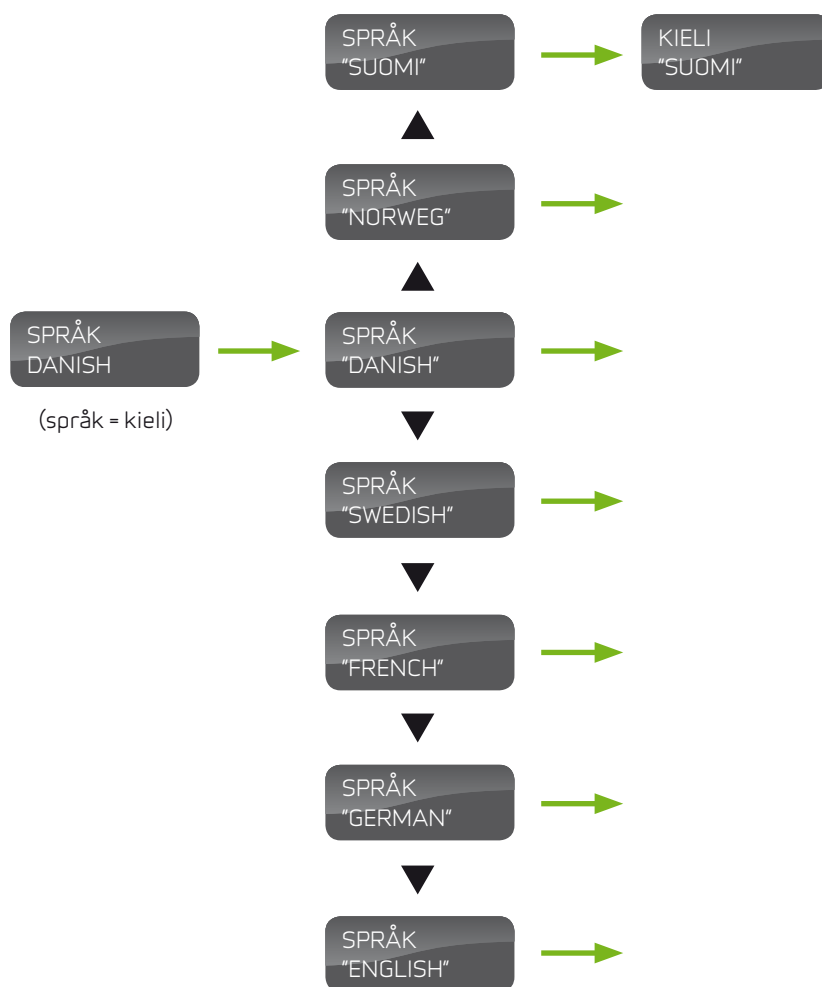 SPRÅK
"SUOMI"
KIELI
"SUOMI"
SPRÅK
"NORWEG"
SPRÅK
DANISH
(språk = kieli)
SPRÅK
"DANISH"
SPRÅK
"SWEDISH"
SPRÅK
"FRENCH"
SPRÅK
"GERMAN"
SPRÅK
"ENGLISH"